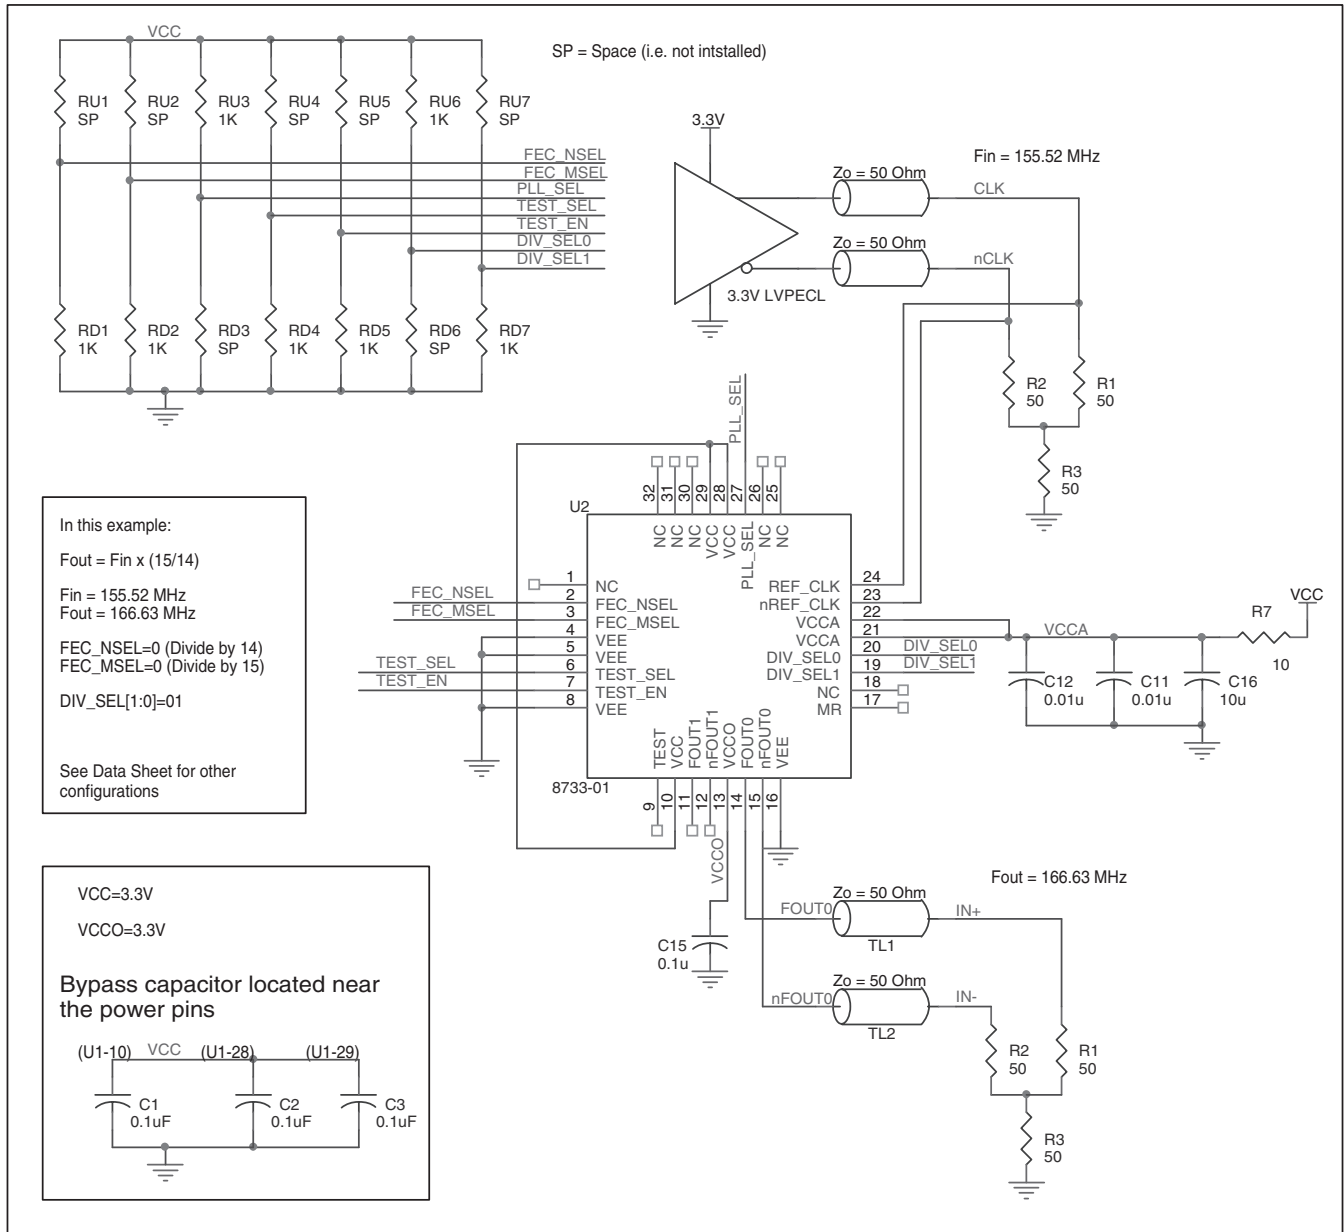 VCC
SP = Space (i.e. not intstalled)
RU1
SP
RU2
SP
RU3
1K
RU4
SP
RU5
SP
RU6
1K
RU7
SP
FEC_NSEL
FEC_MSEL
PLL_SEL
TEST_SEL
TEST_EN
DIV_SEL0
DIV_SEL1
RD1
1K
RD2
1K
RD3
SP
RD4
1K
RD5
1K
RD6
SP
RD7
1K
3.3V
3.3V LVPECL
Zo = 50 Ohm
Zo = 50 Ohm
Fin = 155.52 MHz
CLK
nCLK
R2
50
R1
50
R3
50
In this example:
Fout = Fin x (15/14)
Fin = 155.52 MHz
Fout = 166.63 MHz
FEC_NSEL=0 (Divide by 14)
FEC_MSEL=0 (Divide by 15)
DIV_SEL[1:0]=01
See Data Sheet for other
configurations
PLL_SEL
U2
32
31
30
29
28
27
26
25
NC
NC
NC
VCC
VCC
PLL_SEL
NC
NC
FEC_NSEL
FEC_MSEL
TEST_SEL
TEST_EN
1
2
3
4
5
6
7
8
NC
FEC_NSEL
FEC_MSEL
VEE
VEE
TEST_SEL
TEST_EN
VEE
REF_CLK
nREF_CLK
VCCA
VCCA
DIV_SEL0
DIV_SEL1
NC
MR
24
23
22
21
20
19
18
17
DIV_SEL0
DIV_SEL1
VCCA
VCC
R7
10
C12
0.01u
C11
0.01u
C16
10u
TEST
VCC
FOUT1
nFOUT1
VCCO
FOUT0
nFOUT0
VEE
8733-01
9
10
11
12
13
14
15
16
VCCO
C15
0.1u
Fout = 166.63 MHz
FOUT0
Zo = 50 Ohm
TL1
IN+
nFOUT0
Zo = 50 Ohm
TL2
IN-
R2
50
R1
50
R3
50
VCC=3.3V
VCCO=3.3V
Bypass capacitor located near
the power pins
(U1-10)
VCC
(U1-28)
(U1-29)
C1
0.1uF
C2
0.1uF
C3
0.1uF